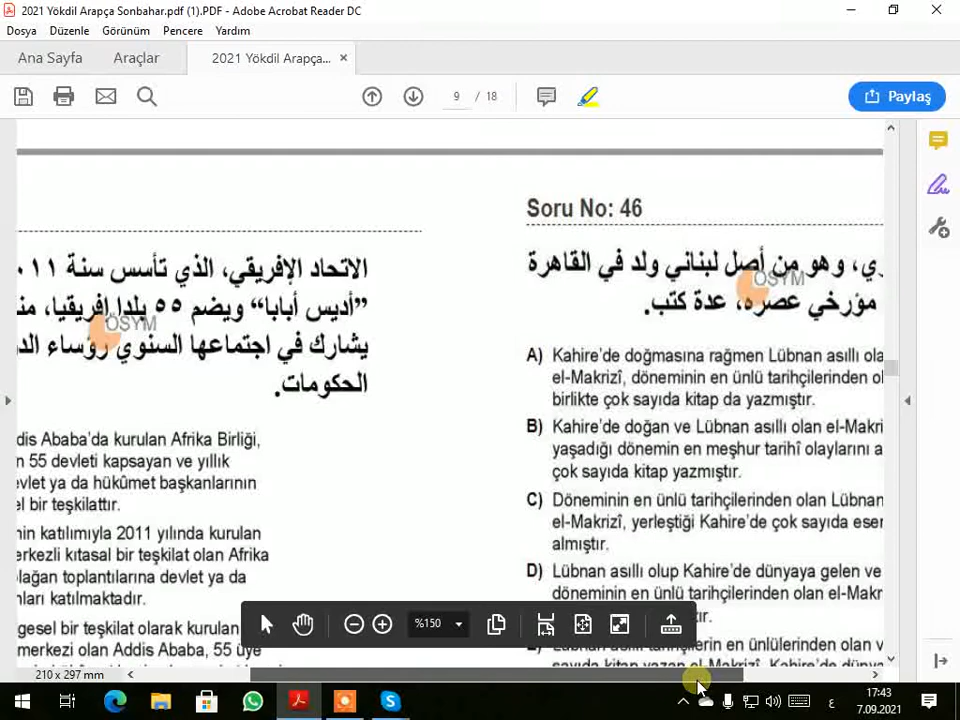 2021 Yökdil Arapça Sonbahar.pdf (1).PDF - Adobe Acrobat Reader DC
Dosya Düzenle Görünüm Pencere Yardım
Ana Sayfa Araçlar 2021 Yökdil Arapça...
9 / 18
Paylaş
الاتحاد الإفريقي، الذي تأسس سنة
”أديس أبابا“ ويضم ٥٥ بلدا إفريقيا،
يشارك في اجتماعها السنوي رؤساء
الحكومات.
dis Ababa'da kurulan Afrika Birliği,
n 55 devleti kapsayan ve yıllık
evlet ya da hükûmet başkanlarının
el bir teşkilattır.
nin katılımıyla 2011 yılında kurulan
erkezli kıtasal bir teşkilat olan Afrika
lağan toplantılarına devlet ya da
nları katılmaktadır.
gesel bir teşkilat olarak kurulan
merkezi olan Addis Ababa, 55 üye
ÖSYM
Soru No: 46
ري، وهو من أصل لبناني ولد في القاهرة
مؤرخي عصره، عدة كتب.
ÖSYM
A) Kahire'de doğmasına rağmen Lübnan asıllı ola
el-Makrizî, döneminin en ünlü tarihçilerinden ol
birlikte çok sayıda kitap da yazmıştır.
B) Kahire'de doğan ve Lübnan asıllı olan el-Makri
yaşadığı dönemin en meşhur tarihî olaylarını a
çok sayıda kitap yazmıştır.
C) Döneminin en ünlü tarihçilerinden olan Lübnan
el-Makrizî, yerleştiği Kahire'de çok sayıda eser
almıştır.
D) Lübnan asıllı olup Kahire'de dünyaya gelen ve
döneminin en ünlü tarihçilerinden olan el-Makr
%150
210 x 297 mm
ع
17:43
7.09.2021